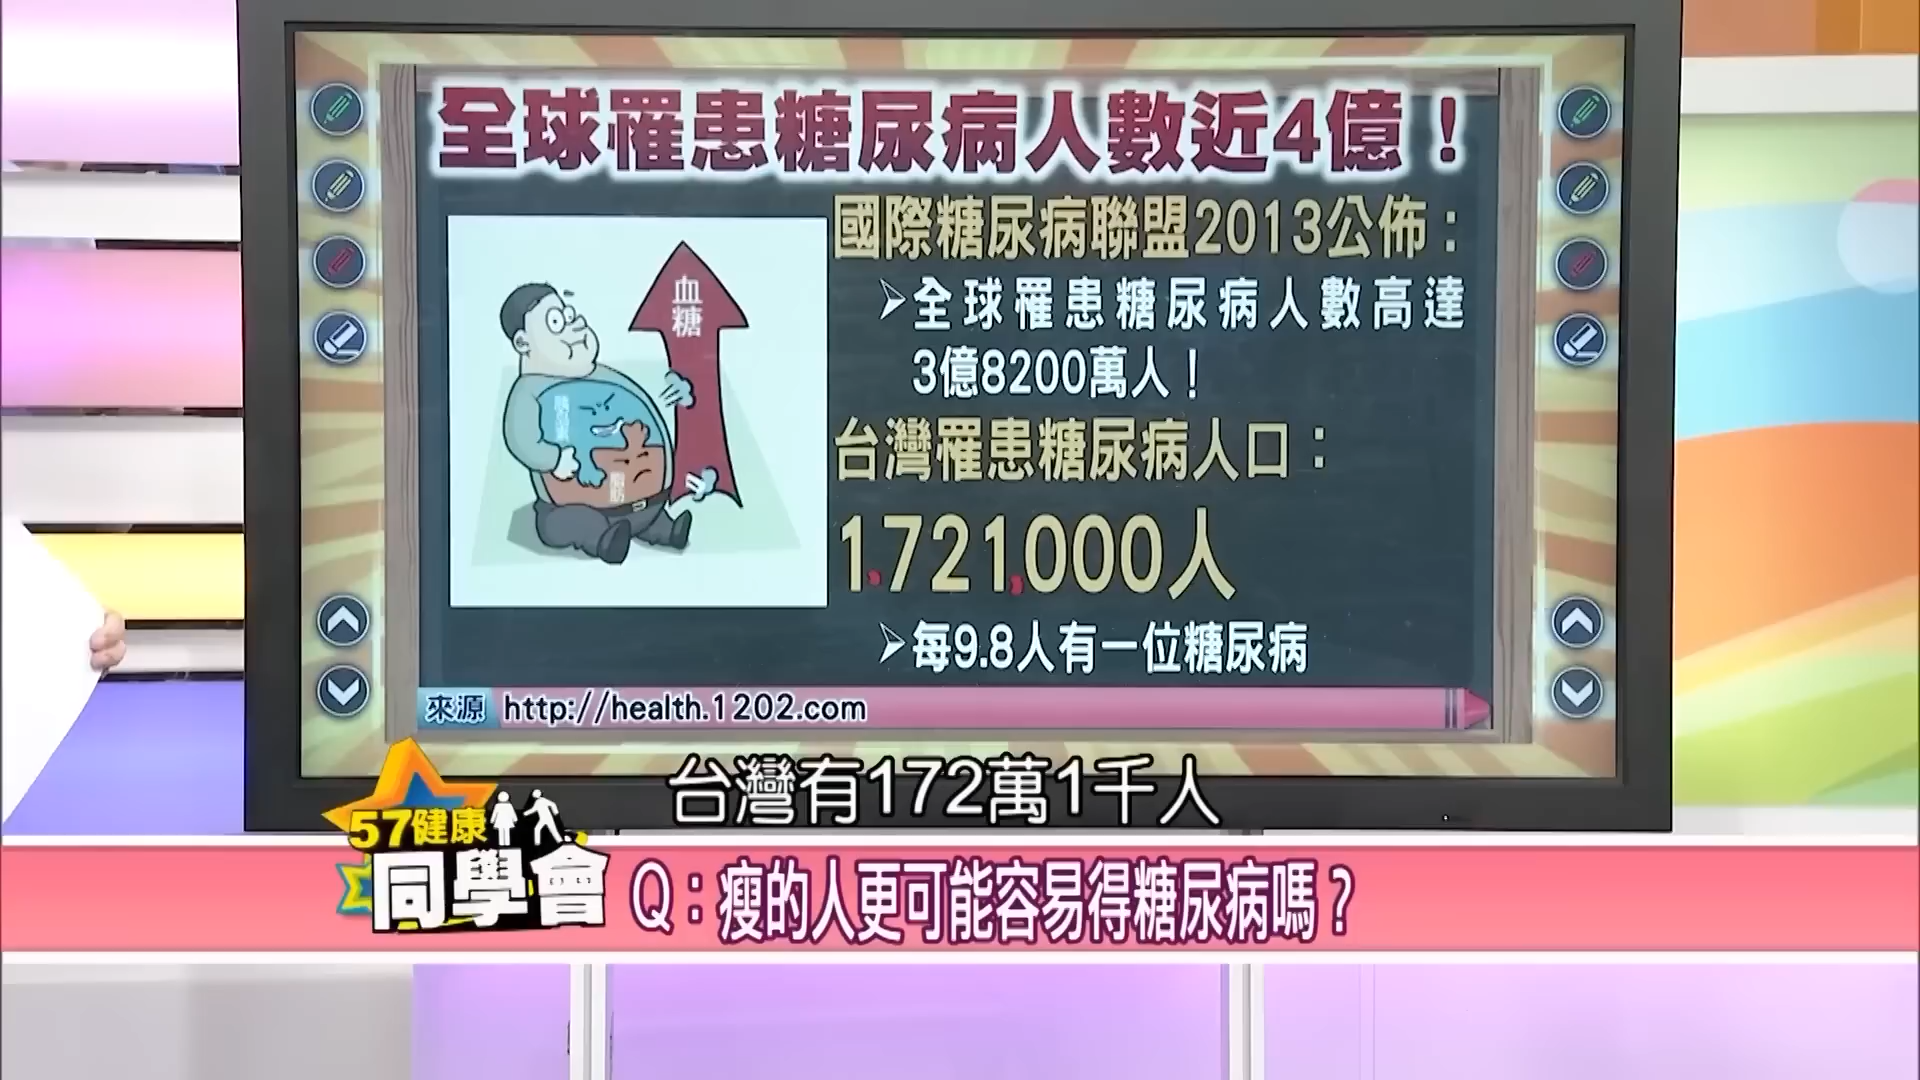 全球罹患糖尿病人數近4億！
國際糖尿病聯盟2013公佈：
全球罹患糖尿病人數高達
3億8200萬人！
血糖
台灣罹患糖尿病人口：
脂肪
1,721,000人
每9.8人有一位糖尿病
來源 http://health.1202.com
台灣有172萬1千人
57健康
同學會
Q：瘦的人更可能容易得糖尿病嗎？